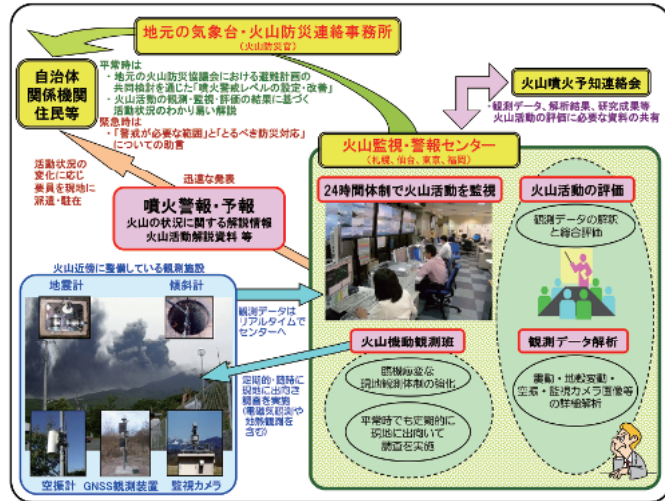 地元の気象台・火山防災連絡事務所
(火山防災官)
自治体
関係機関
住民等
平常時は
・地元の火山防災協議会における避難計画の
共同検討を通じた「噴火警戒レベルの設定・改善」
・火山活動の観測・監視・評価の結果に基づく
活動状況のわかり易い解説
緊急時は
・「警戒が必要な範囲」と「とるべき防災対応」
についての助言
火山噴火予知連絡会
・観測データ、解析結果、研究成果等
火山活動の評価に必要な資料の共有
火山監視・警報センター
(札幌、仙台、東京、福岡)
活動状況の
変化に応じ
要員を現地に
派遣・駐在
迅速な発表
噴火警報・予報
火山の状況に関する解説情報
火山活動解説資料 等
24時間体制で火山活動を監視
火山活動の評価
観測データの解釈
と総合評価
火山近傍に整備している観測施設
地震計
傾斜計
観測データは
リアルタイムで
センターへ
火山機動観測班
臨機応変な
現地観測体制の強化
平常時でも定期的に
現地に出向いて
調査を実施
観測データ解析
震動・地殻変動・
空振・監視カメラ画像等
の詳細解析
定期的・随時に
現地に出向き
調査を実施
(電磁気観測や
地熱観測を
含む)
空振計
GNSS観測装置
監視カメラ